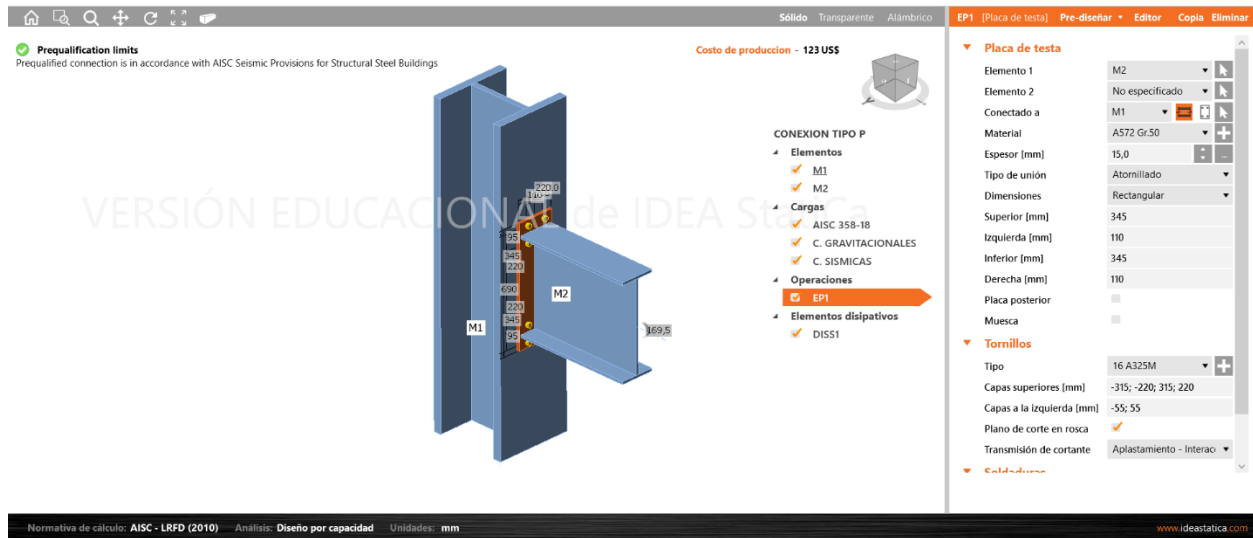 Sólido Transparente Alámbrico
EP1 [Placa de testa] Pre-diseñar Editor Copia Eliminar
Prequalification limits
Prequalified connection is in accordance with AISC Seismic Provisions for Structural Steel Buildings
Costo de produccion - 123 US$
VERSIÓN EDUCACIONAL de IDEA StatiCa
220,0
95
345
220
690
220
345
95
M1
M2
169,5
CONEXION TIPO P
Elementos
M1
M2
Cargas
AISC 358-18
C. GRAVITACIONALES
C. SISMICAS
Operaciones
EP1
Elementos disipativos
DISS1
Placa de testa
Elemento 1 M2
Elemento 2 No especificado
Conectado a M1
Material A572 Gr.50
Espesor [mm] 15,0
Tipo de unión Atornillado
Dimensiones Rectangular
Superior [mm] 345
Izquierda [mm] 110
Inferior [mm] 345
Derecha [mm] 110
Placa posterior
Muesca
Tornillos
Tipo 16 A325M
Capas superiores [mm] -315; -220; 315; 220
Capas a la izquierda [mm] -55; 55
Plano de corte en rosca
Transmisión de cortante Aplastamiento - Interac
Soldaduras
Normativa de cálculo: AISC - LRFD (2010) Análisis: Diseño por capacidad Unidades: mm
www.ideastatica.com